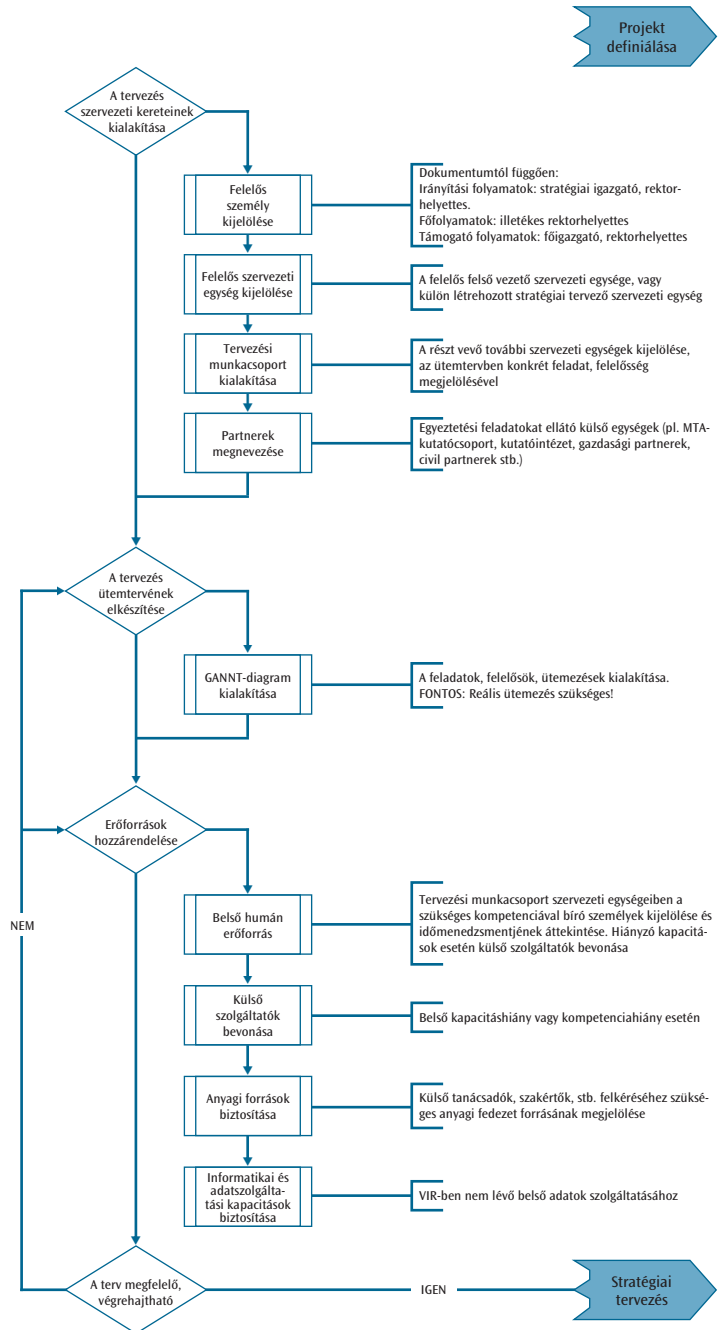 Projekt
definiálása
A tervezés
szervezeti kereteinek
kialakítása
Felelős
személy
kijelölése
Dokumentumtól függően:
Irányítási folyamatok: stratégiai igazgató, rektor-
helyettes.
Főfolyamatok: illetékes rektorhelyettes
Támogató folyamatok: főigazgató, rektorhelyettes
Felelős szervezeti
egység kijelölése
A felelős felső vezető szervezeti egysége, vagy
külön létrehozott stratégiai tervező szervezeti egység
Tervezési
munkacsoport
kialakítása
A részt vevő további szervezeti egységek kijelölése,
az ütemtervben konkrét feladat, felelősség
megjelölésével
Partnerek
megnevezése
Egyeztetési feladatokat ellátó külső egységek (pl. MTA-
kutatócsoport, kutatóintézet, gazdasági partnerek,
civil partnerek stb.)
A tervezés
ütemtervének
elkészítése
GANNT-diagram
kialakítása
A feladatok, felelősök, ütemezések kialakítása.
FONTOS: Reális ütemezés szükséges!
Erőforrások
hozzárendelése
NEM
Belső humán
erőforrás
Tervezési munkacsoport szervezeti egységeiben a
szükséges kompetenciával bíró személyek kijelölése és
időmenedzsmentjének áttekintése. Hiányzó kapacitá-
sok esetén külső szolgáltatók bevonása
Külső
szolgáltatók
bevonása
Belső kapacitáshiány vagy kompetenciahiány esetén
Anyagi források
biztosítása
Külső tanácsadók, szakértők, stb. felkéréséhez szüksé-
ges anyagi fedezet forrásának megjelölése
Informatikai és
adatszolgálta-
tási kapacitások
biztosítása
VIR-ben nem lévő belső adatok szolgáltatásához
A terv megfelelő,
végrehajtható
IGEN
Stratégiai
tervezés